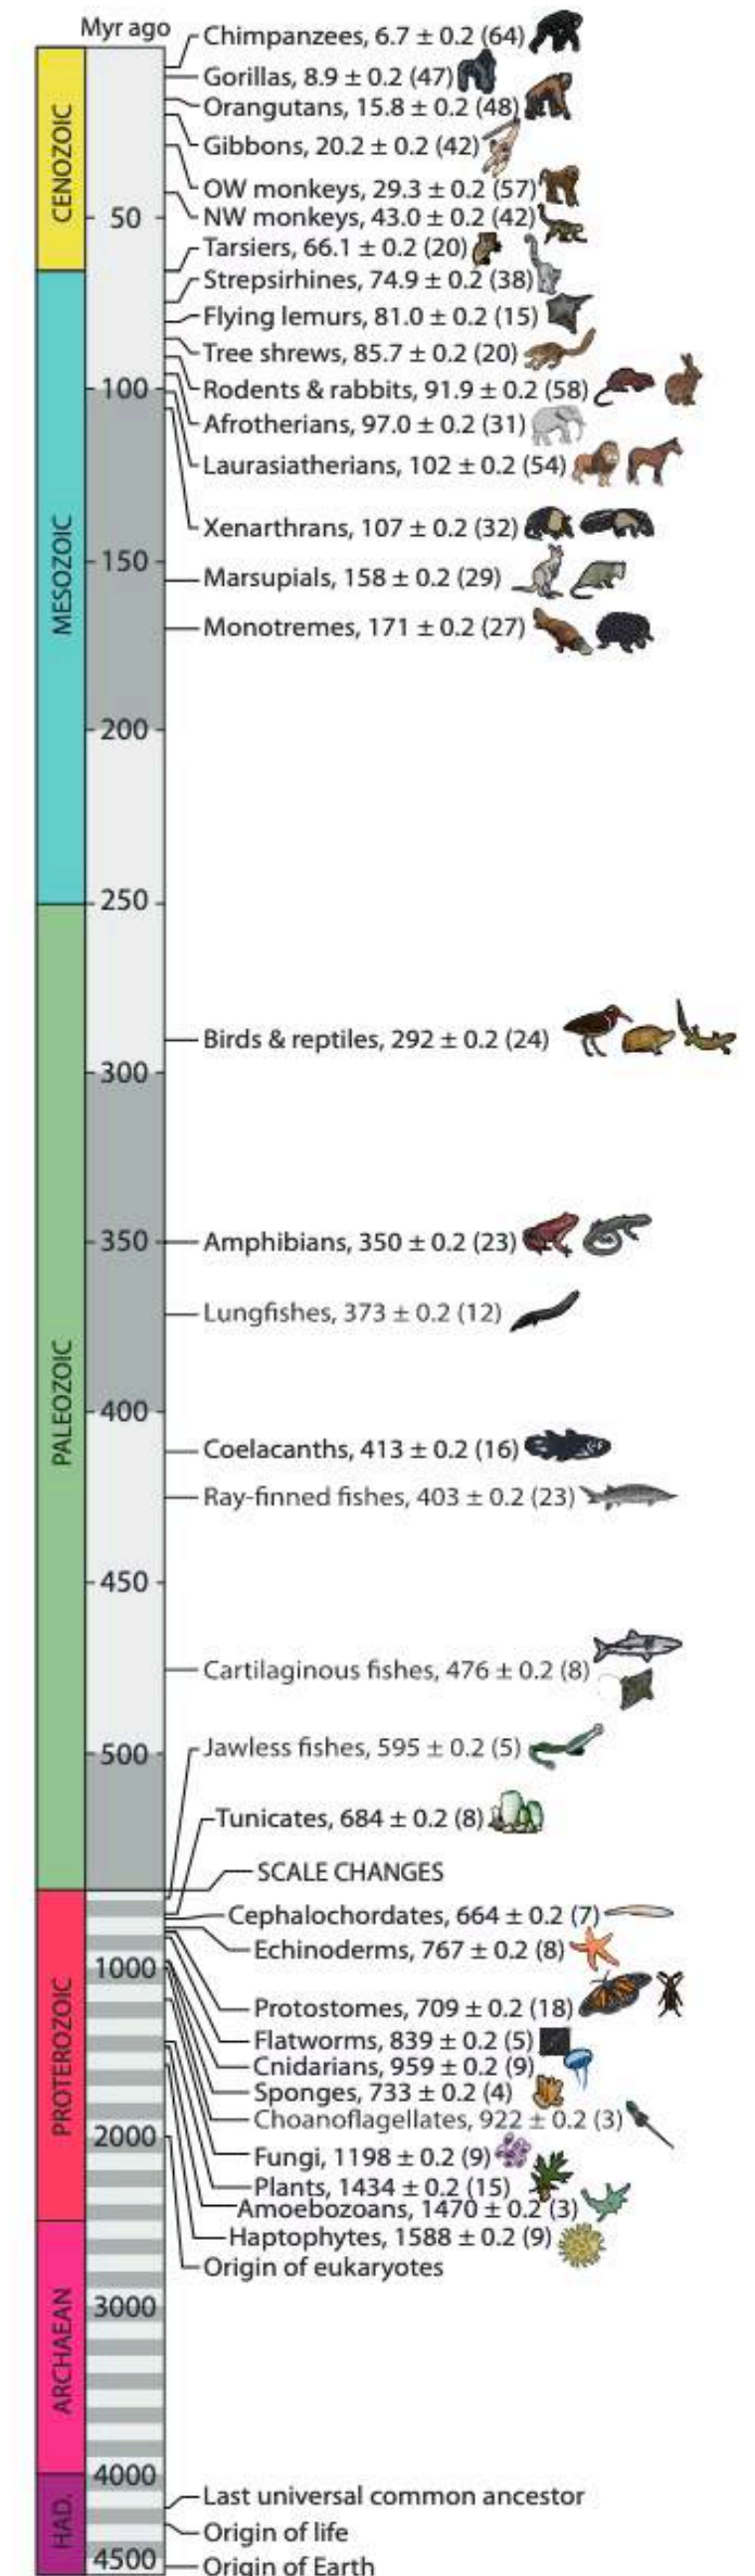 Myr ago
Chimpanzees, 6.7 ± 0.2 (64)
Gorillas, 8.9 ± 0.2 (47)
Orangutans, 15.8 ± 0.2 (48)
Gibbons, 20.2 ± 0.2 (42)
OW monkeys, 29.3 ± 0.2 (57)
CENOZOIC
50
NW monkeys, 43.0 ± 0.2 (42)
Tarsiers, 66.1 ± 0.2 (20)
Strepsirhines, 74.9 ± 0.2 (38)
Flying lemurs, 81.0 ± 0.2 (15)
Tree shrews, 85.7 ± 0.2 (20)
100
Rodents & rabbits, 91.9 ± 0.2 (58)
Afrotherians, 97.0 ± 0.2 (31)
Laurasiatherians, 102 ± 0.2 (54)
Xenarthrans, 107 ± 0.2 (32)
MESOZOIC
150
Marsupials, 158 ± 0.2 (29)
Monotremes, 171 ± 0.2 (27)
200
250
Birds & reptiles, 292 ± 0.2 (24)
300
350
Amphibians, 350 ± 0.2 (23)
Lungfishes, 373 ± 0.2 (12)
PALEOZOIC
400
Coelacanths, 413 ± 0.2 (16)
Ray-finned fishes, 403 ± 0.2 (23)
450
Cartilaginous fishes, 476 ± 0.2 (8)
500
Jawless fishes, 595 ± 0.2 (5)
Tunicates, 684 ± 0.2 (8)
SCALE CHANGES
Cephalochordates, 664 ± 0.2 (7)
Echinoderms, 767 ± 0.2 (8)
1000
Protostomes, 709 ± 0.2 (18)
PROTEROZOIC
Flatworms, 839 ± 0.2 (5)
Cnidarians, 959 ± 0.2 (9)
Sponges, 733 ± 0.2 (4)
Choanoflagellates, 922 ± 0.2 (3)
2000
Fungi, 1198 ± 0.2 (9)
Plants, 1434 ± 0.2 (15)
Amoebozoans, 1470 ± 0.2 (3)
Haptophytes, 1588 ± 0.2 (9)
Origin of eukaryotes
3000
ARCHAEAN
4000
Last universal common ancestor
HAD.
Origin of life
4500
Origin of Earth